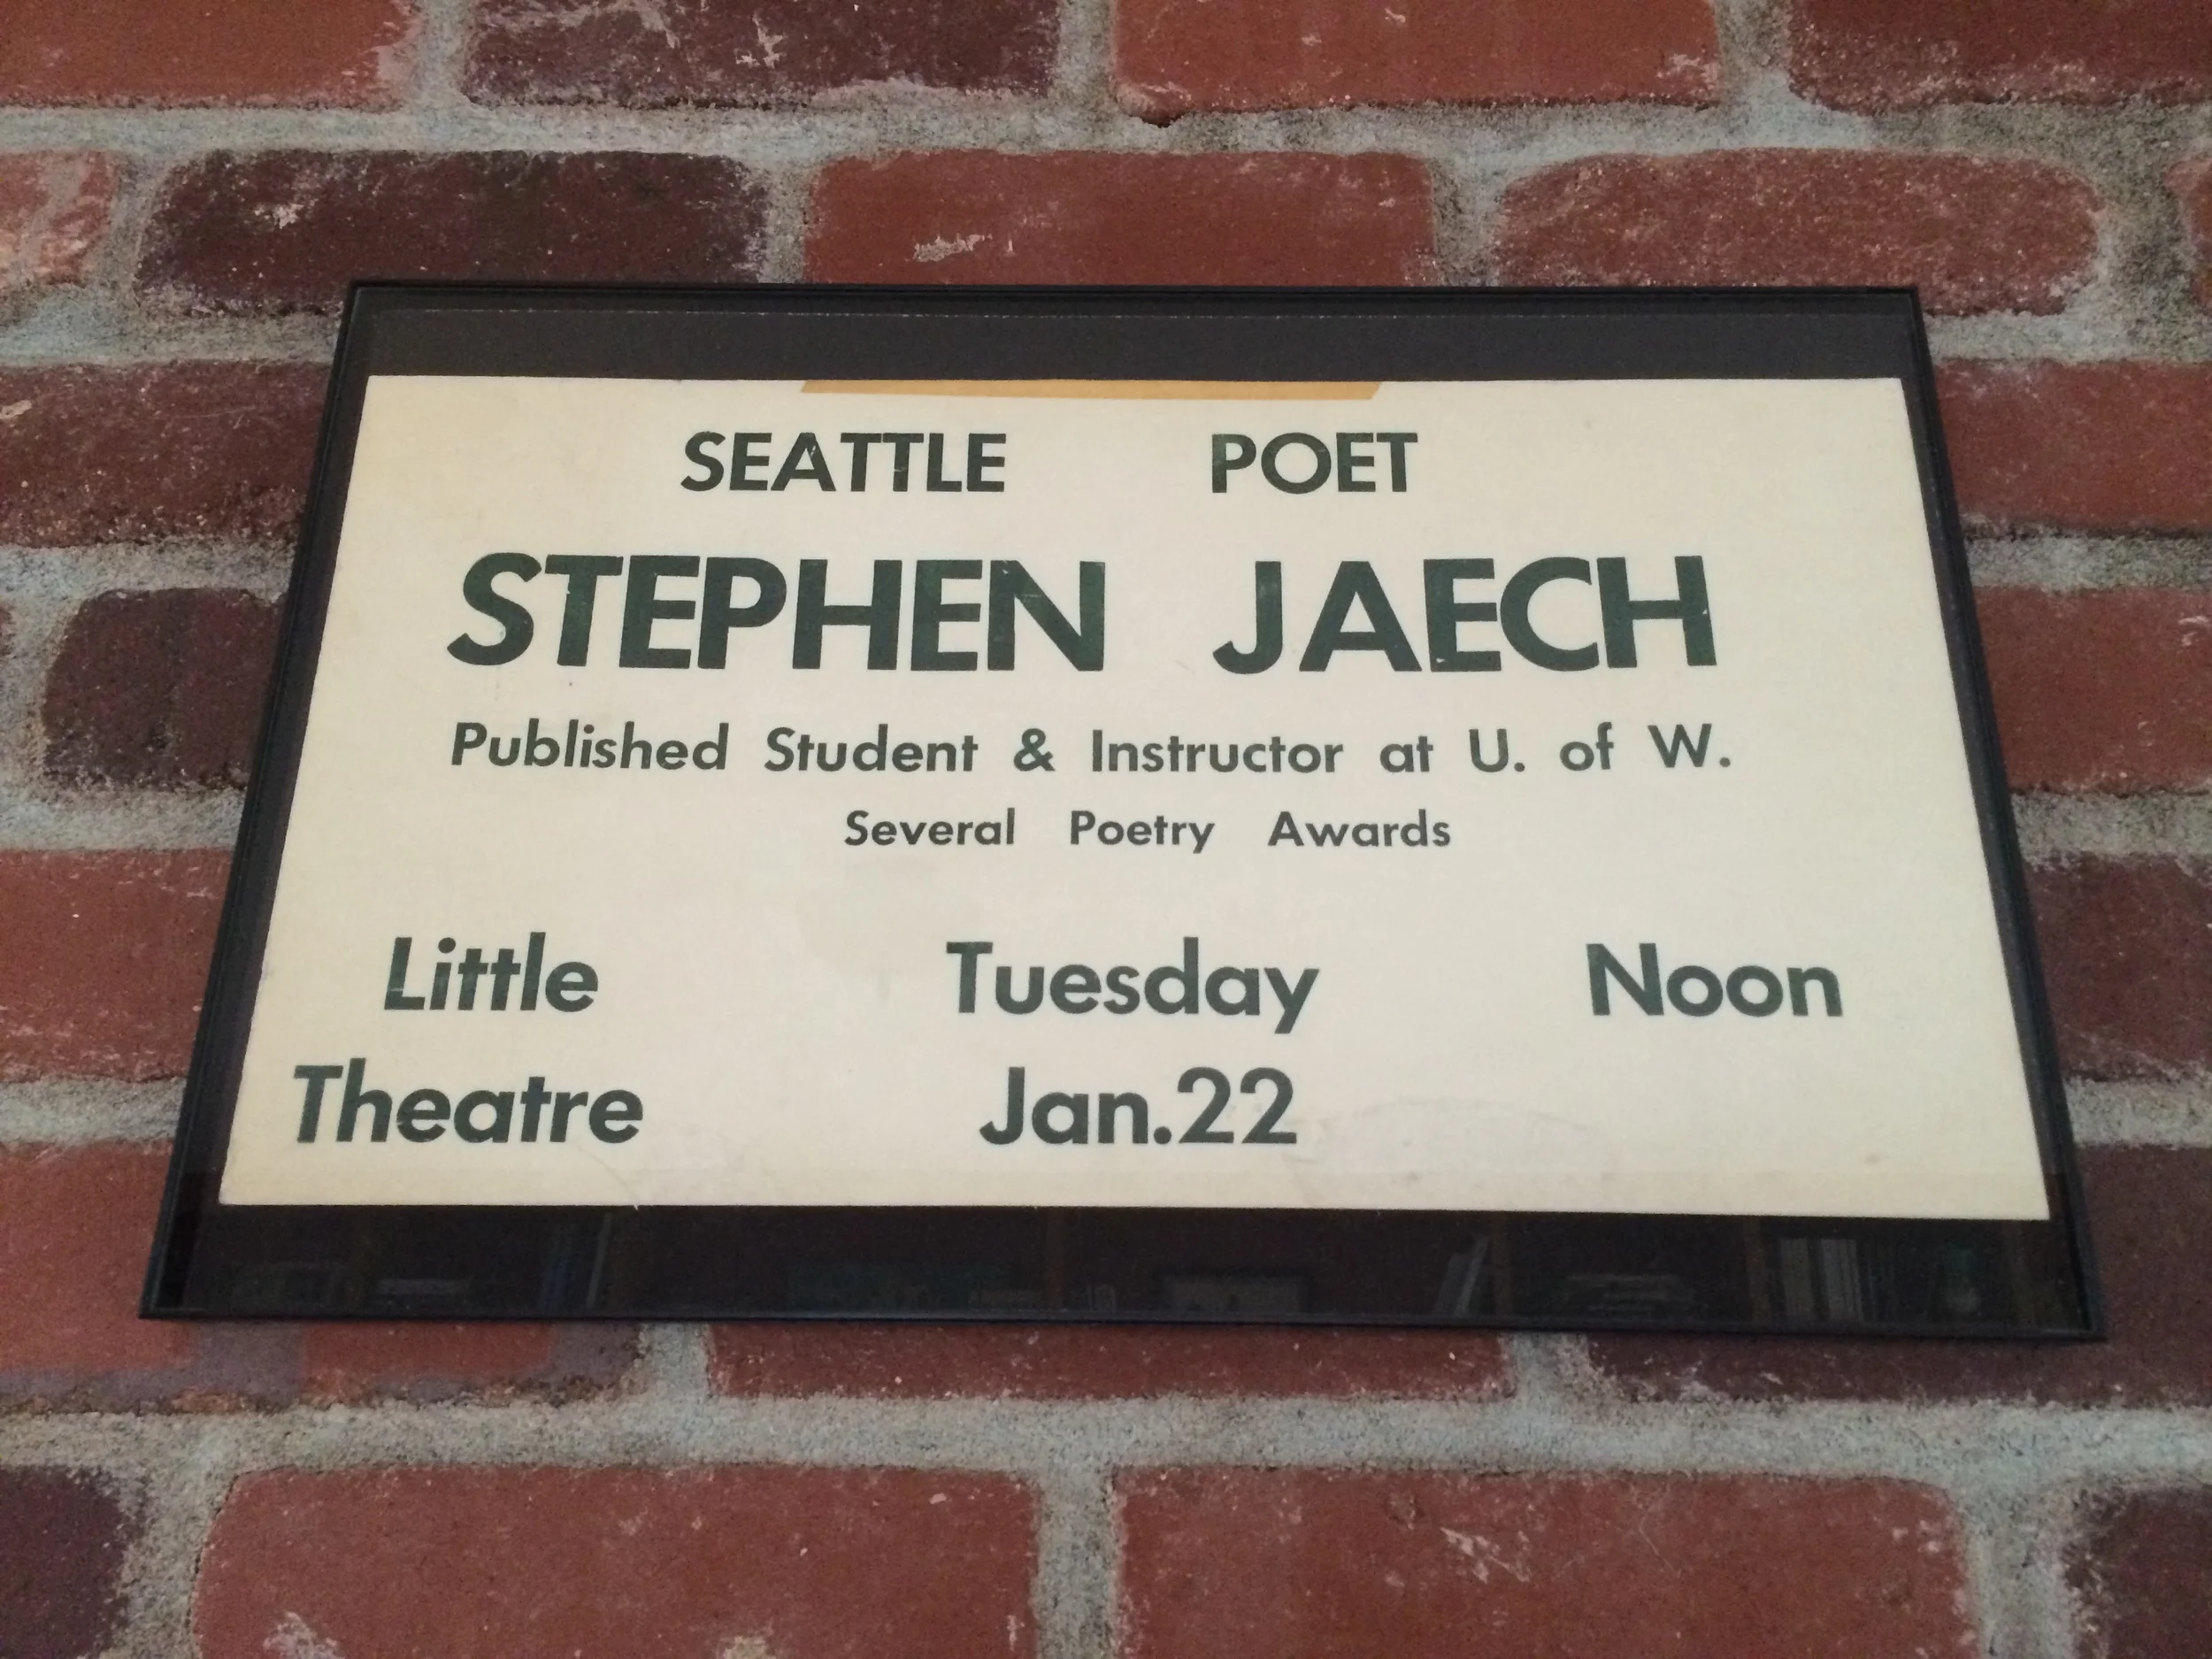 SEATTLE POET
STEPHEN JAECH
Published Student & Instructor at U. of W.
Several Poetry Awards
Little Tuesday Noon
Theatre Jan.22